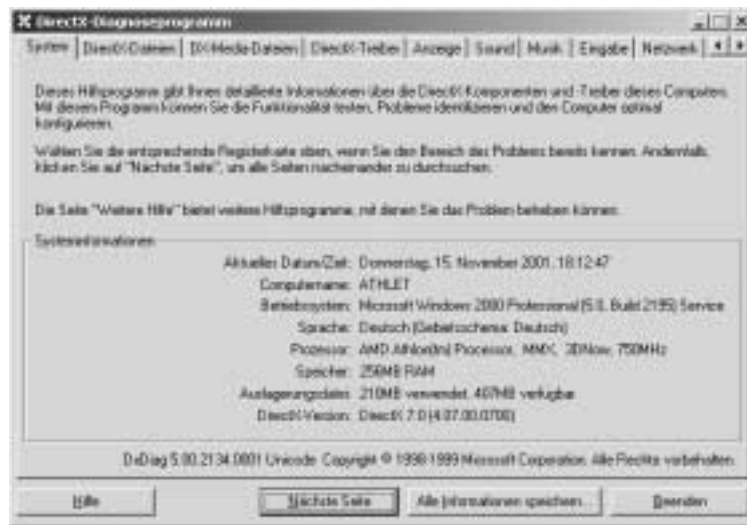 DirectX-Diagnoseprogramm
System DirectX-Dateien DX-Media-Dateien DirectX-Treiber Anzeige Sound Musik Eingabe Netzwerk
Dieses Hilfsprogramm gibt Ihnen detaillierte Informationen über die DirectX-Komponenten und -Treiber dieses Computers.
Mit diesem Programm können Sie die Funktionalität testen, Probleme identifizieren und den Computer optimal
konfigurieren.
Wählen Sie die entsprechende Registerkarte oben, wenn Sie den Bereich des Problems bereits kennen. Andernfalls,
klicken Sie auf "Nächste Seite", um alle Seiten nacheinander zu durchsuchen.
Die Seite "Weitere Hilfe" bietet weitere Hilfsprogramme, mit denen Sie das Problem beheben können.
Systeminformationen
Aktuelles Datum/Zeit: Donnerstag, 15. November 2001, 18:12:47
Computername: ATHLET
Betriebssystem: Microsoft Windows 2000 Professional (5.0, Build 2195) Service
Sprache: Deutsch (Gebietsschema: Deutsch)
Prozessor: AMD Athlon(tm) Processor, MMX, 3DNow, 750MHz
Speicher: 256MB RAM
Auslagerungsdatei: 210MB verwendet, 407MB verfügbar
DirectX-Version: DirectX 7.0 (4.07.00.0700)
DxDiag 5.00.2134.0001 Unicode Copyright © 1998-1999 Microsoft Corporation. Alle Rechte vorbehalten.
Hilfe Nächste Seite Alle Informationen speichern... Beenden